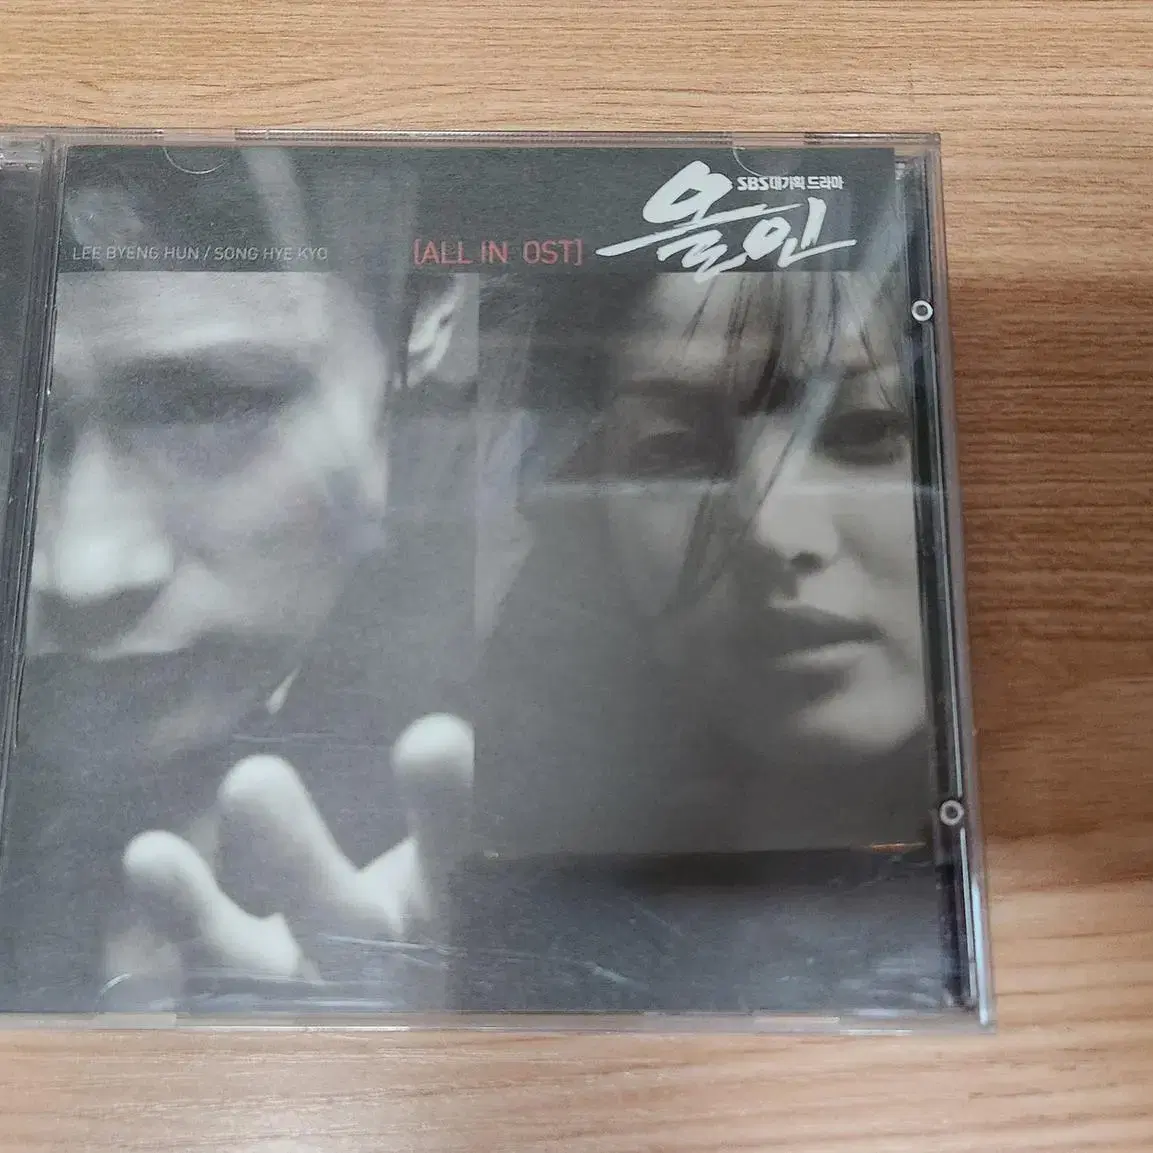 SBS대기획 드라마
올인
LEE BYENG HUN / SONG HYE KYO
[ALL IN OST]